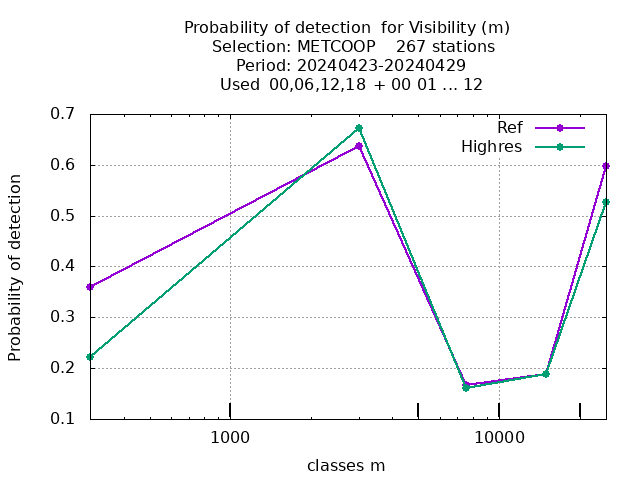 Probability of detection  for Visibility (m)
Selection: METCOOP    267 stations
Period: 20240423-20240429
Used  00,06,12,18  + 00 01 ... 12
Ref
Highres
Probability of detection
0.7
0.6
0.5
0.4
0.3
0.2
0.1
1000
10000
classes m